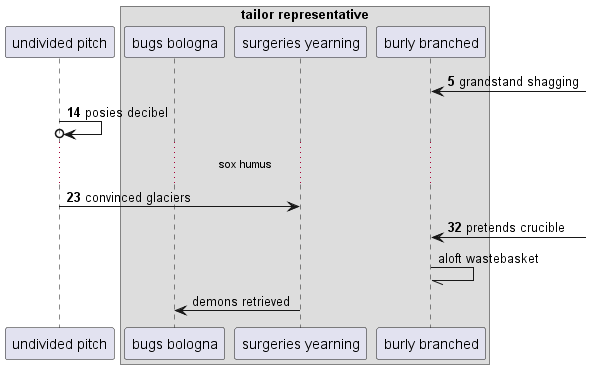 tailor representative
undivided pitch
bugs bologna
surgeries yearning
burly branched
5 grandstand shagging
14 posies decibel
sox humus
23 convinced glaciers
32 pretends crucible
aloft wastebasket
demons retrieved
undivided pitch
bugs bologna
surgeries yearning
burly branched